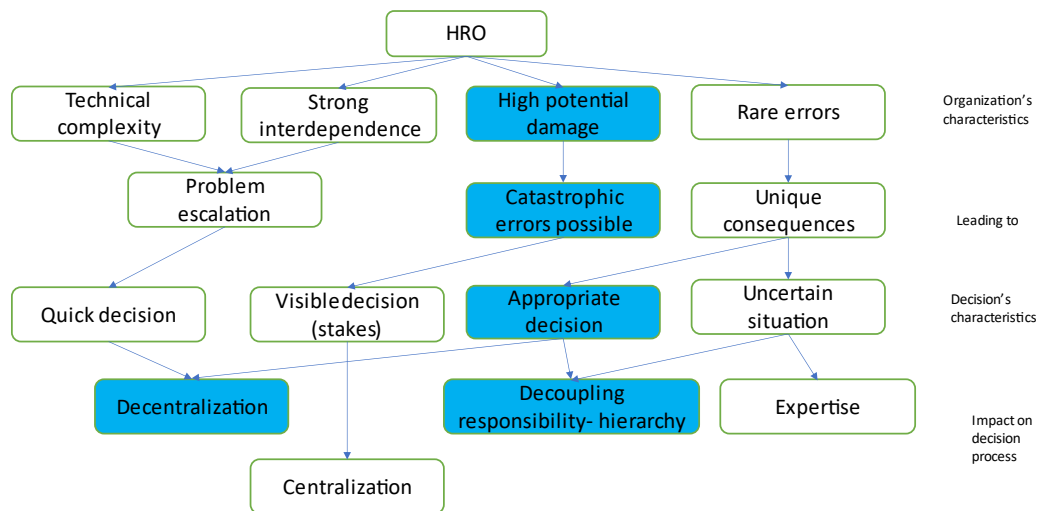 HRO
Technical
complexity
Strong
interdependence
High potential
damage
Rare errors
Organization's
characteristics
Problem
escalation
Catastrophic
errors possible
Unique
consequences
Leading to
Quick decision
Visible decision
(stakes)
Appropriate
decision
Uncertain
situation
Decision's
characteristics
Decentralization
Decoupling
responsibility- hierarchy
Expertise
Impact on
decision
process
Centralization